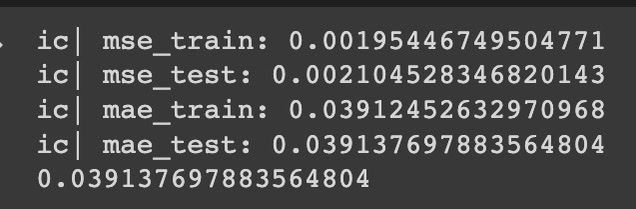 ic| mse_train: 0.00195446749504771
ic| mse_test: 0.002104528346820143
ic| mae_train: 0.03912452632970968
ic| mae_test: 0.039137697883564804
0.039137697883564804